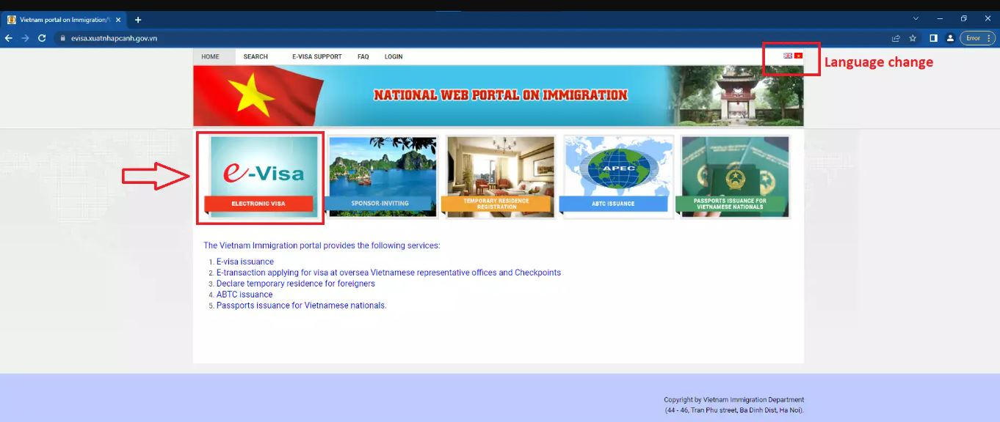 Vietnam portal on Immigration/
evisa.xuatnhapcanh.gov.vn
Error
HOME
SEARCH
E-VISA SUPPORT
FAQ
LOGIN
Language change
NATIONAL WEB PORTAL ON IMMIGRATION
e-Visa
ELECTRONIC VISA
SPONSOR-INVITING
TEMPORARY RESIDENCE
REGISTRATION
APEC
ABTC ISSUANCE
PASSPORTS ISSUANCE FOR
VIETNAMESE NATIONALS
The Vietnam Immigration portal provides the following services:
1. E-visa issuance
2. E-transaction applying for visa at oversea Vietnamese representative offices and Checkpoints
3. Declare temporary residence for foreigners
4. ABTC issuance
5. Passports issuance for Vietnamese nationals.
Copyright by Vietnam Immigration Department
(44 - 46, Tran Phu street, Ba Dinh Dist, Ha Noi).